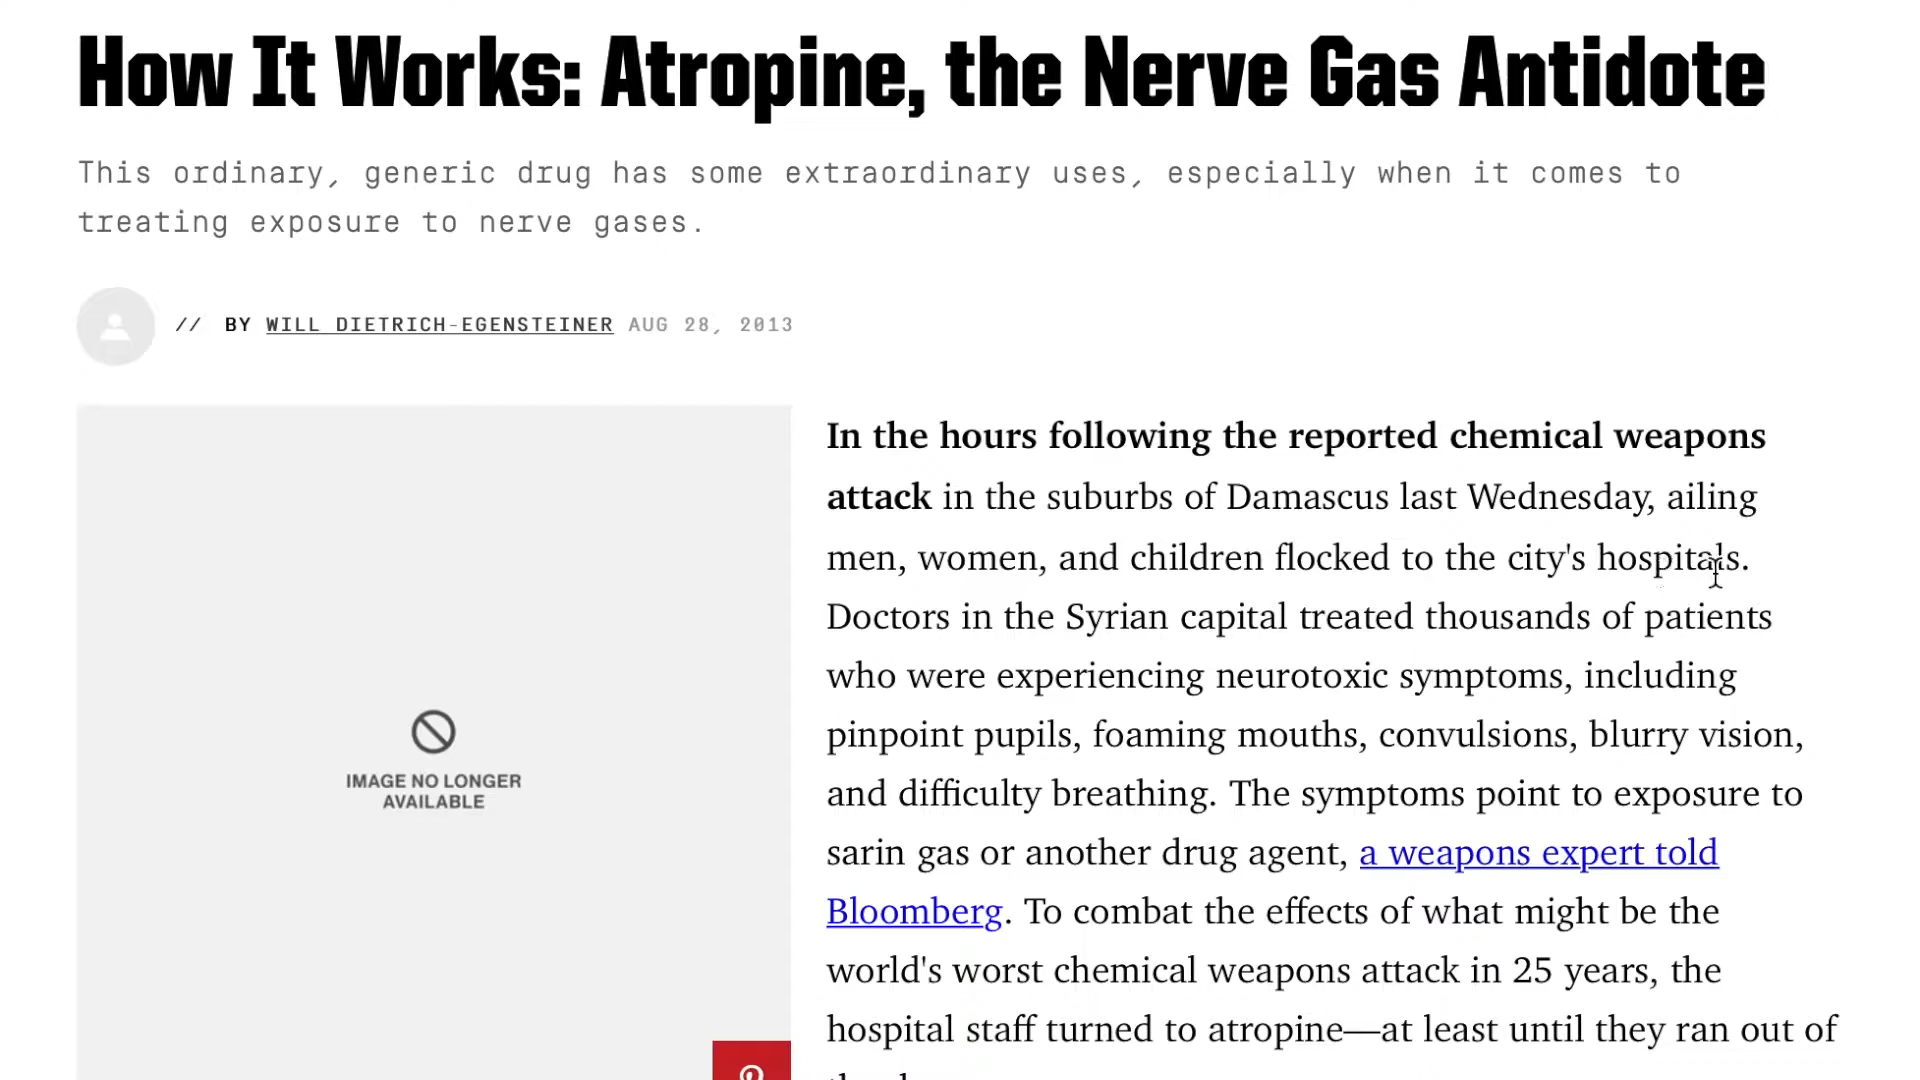 How It Works: Atropine, the Nerve Gas Antidote
This ordinary, generic drug has some extraordinary uses, especially when it comes to
treating exposure to nerve gases.
// BY WILL DIETRICH-EGENSTEINER AUG 28, 2013
IMAGE NO LONGER
AVAILABLE
In the hours following the reported chemical weapons
attack in the suburbs of Damascus last Wednesday, ailing
men, women, and children flocked to the city's hospitals.
Doctors in the Syrian capital treated thousands of patients
who were experiencing neurotoxic symptoms, including
pinpoint pupils, foaming mouths, convulsions, blurry vision,
and difficulty breathing. The symptoms point to exposure to
sarin gas or another drug agent, a weapons expert told
Bloomberg. To combat the effects of what might be the
world's worst chemical weapons attack in 25 years, the
hospital staff turned to atropine—at least until they ran out of